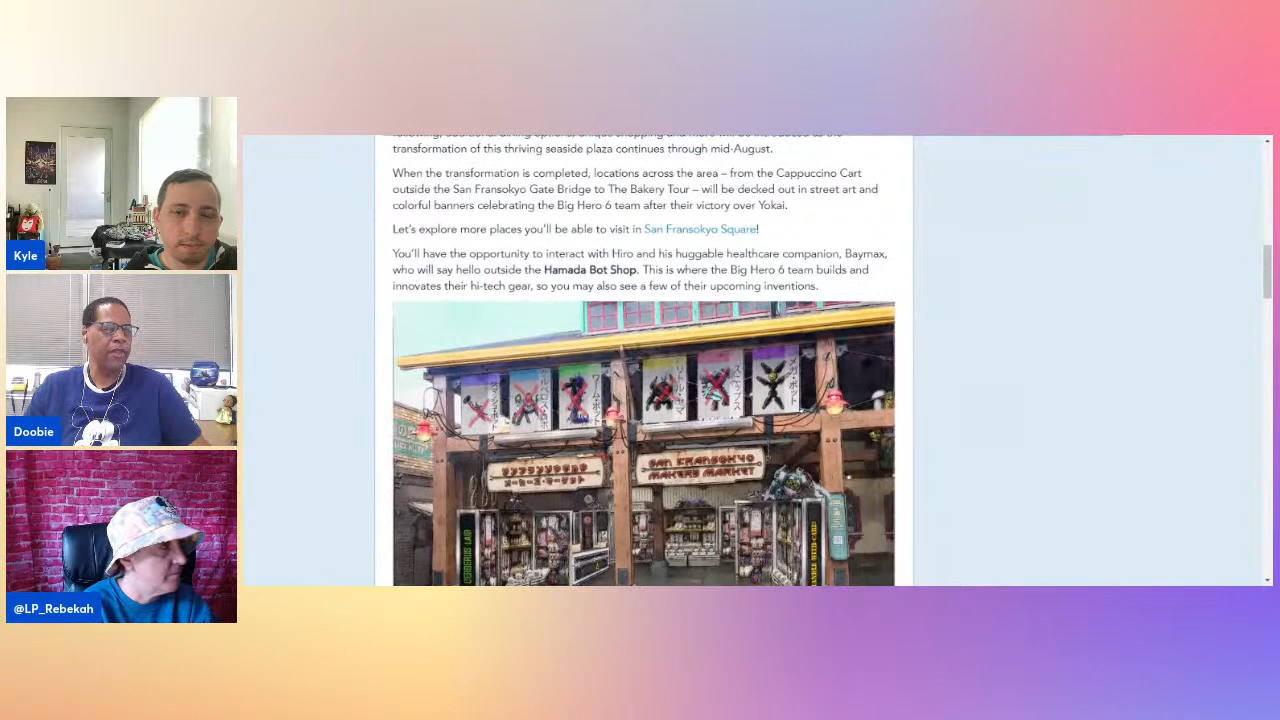 transformation of this thriving seaside plaza continues through mid-August.
When the transformation is completed, locations across the area – from the Cappuccino Cart
outside the San Fransokyo Gate Bridge to The Bakery Tour – will be decked out in street art and
colorful banners celebrating the Big Hero 6 team after their victory over Yokai.
Let's explore more places you'll be able to visit in San Fransokyo Square!
You'll have the opportunity to interact with Hiro and his huggable healthcare companion, Baymax,
who will say hello outside the Hamada Bot Shop. This is where the Big Hero 6 team builds and
innovates their hi-tech gear, so you may also see a few of their upcoming inventions.
SAN FRANSOKYO
MAKERS MARKET
Kyle
Doobie
@LP_Rebekah